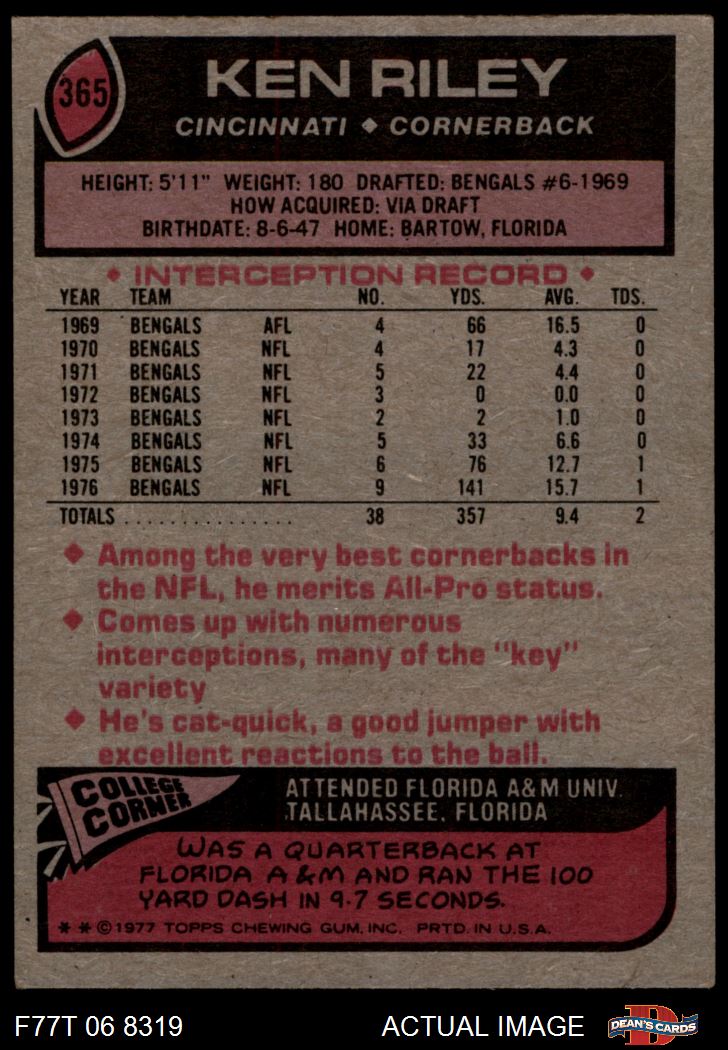 365
KEN RILEY
CINCINNATI ◆ CORNERBACK
HEIGHT: 5'11" WEIGHT: 180 DRAFTED: BENGALS #6-1969
HOW ACQUIRED: VIA DRAFT
BIRTHDATE: 8-6-47 HOME: BARTOW, FLORIDA
◆ INTERCEPTION RECORD ◆
YEAR TEAM NO. YDS. AVG. TDS.
1969 BENGALS AFL 4 66 16.5 0
1970 BENGALS NFL 4 17 4.3 0
1971 BENGALS NFL 5 22 4.4 0
1972 BENGALS NFL 3 0 0.0 0
1973 BENGALS NFL 2 2 1.0 0
1974 BENGALS NFL 5 33 6.6 0
1975 BENGALS NFL 6 76 12.7 1
1976 BENGALS NFL 9 141 15.7 1
TOTALS . . . . . . . . . . . . . . . 38 357 9.4 2
◆ Among the very best cornerbacks in
the NFL, he merits All-Pro status.
◆ Comes up with numerous
interceptions, many of the "key"
variety
◆ He's cat-quick, a good jumper with
excellent reactions to the ball.
COLLEGE
CORNER
ATTENDED FLORIDA A&M UNIV.
TALLAHASSEE, FLORIDA
WAS A QUARTERBACK AT
FLORIDA A & M AND RAN THE 100
YARD DASH IN 9.7 SECONDS.
* * © 1977 TOPPS CHEWING GUM, INC. PRTD. IN U.S.A.
F77T 06 8319
ACTUAL IMAGE
D
DEAN'S CARDS